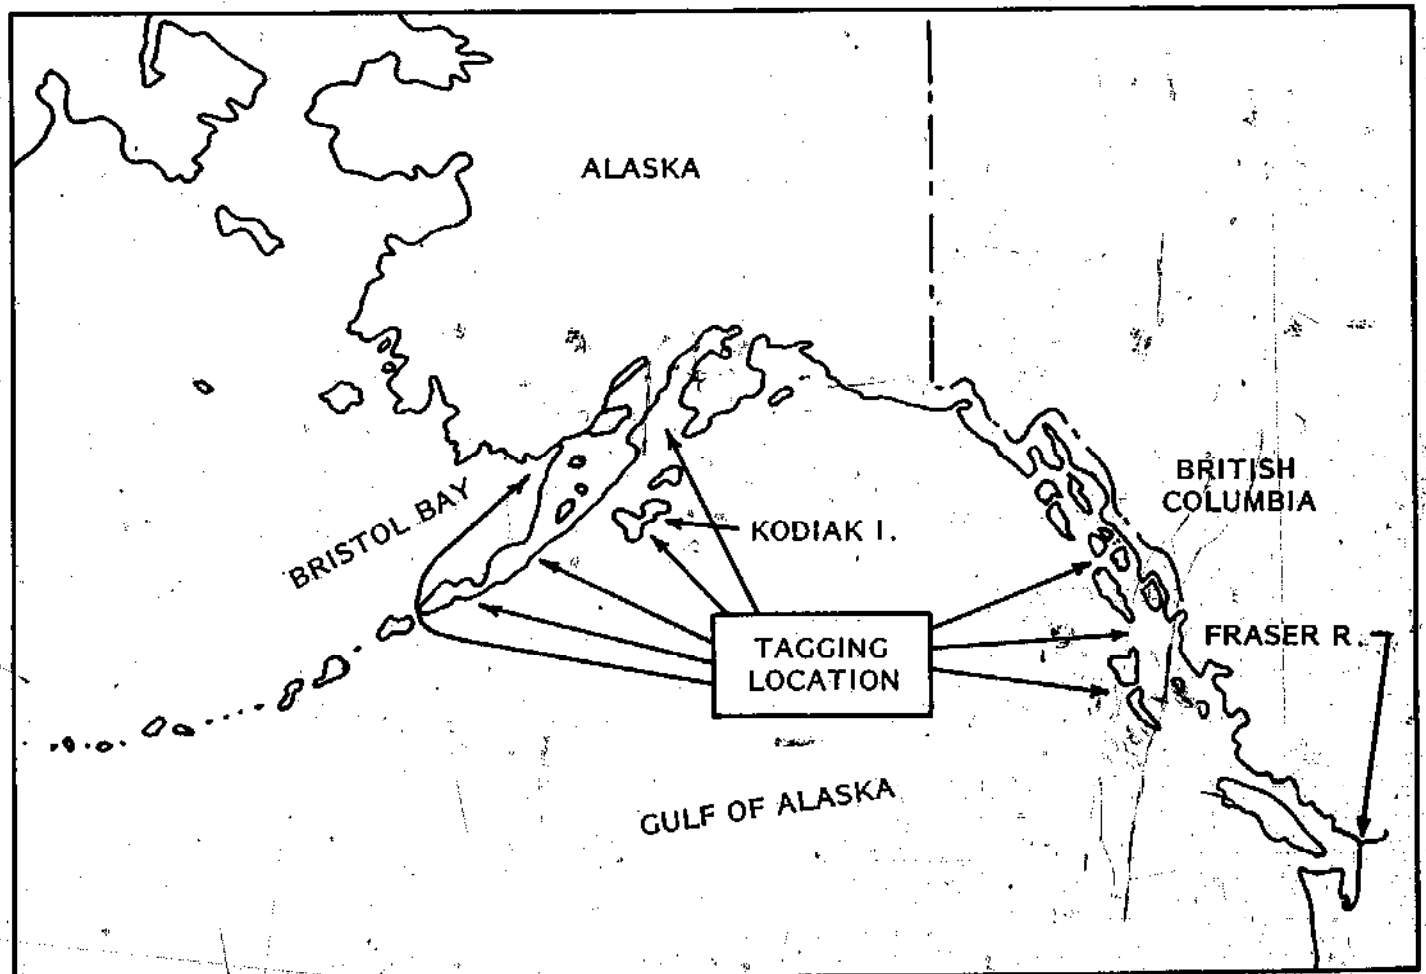 ALASKA
BRITISH
COLUMBIA
BRISTOL BAY
KODIAK I.
TAGGING
LOCATION
FRASER R.
GULF OF ALASKA